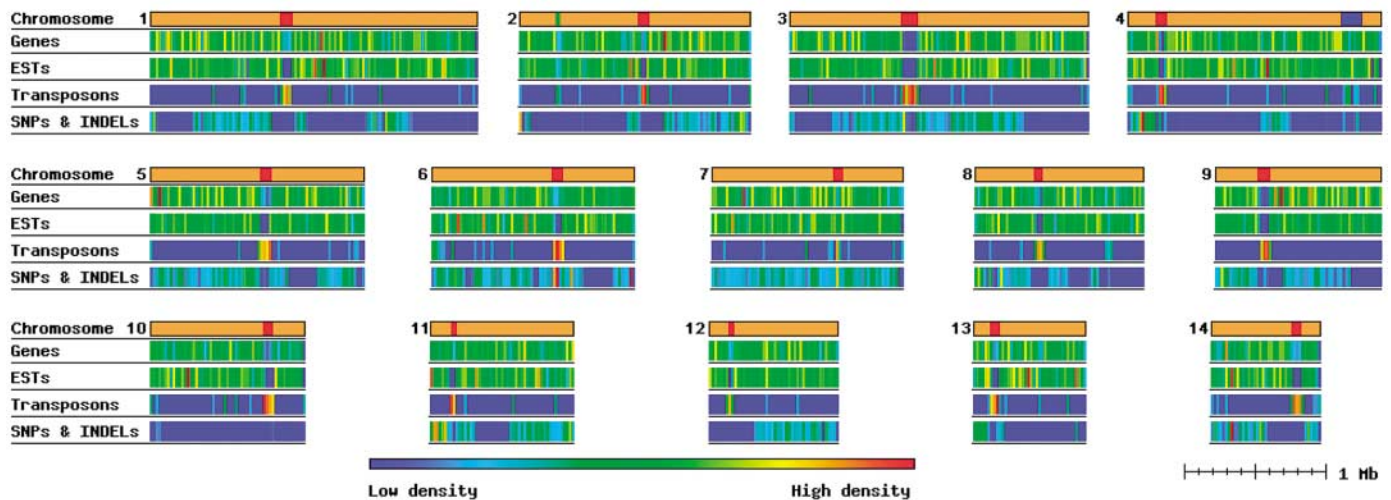 Chromosome 1 2 3 4
Genes
ESTs
Transposons
SNPs & INDELs
Chromosome 5 6 7 8 9
Genes
ESTs
Transposons
SNPs & INDELs
Chromosome 10 11 12 13 14
Genes
ESTs
Transposons
SNPs & INDELs
Low density High density 1 Mb